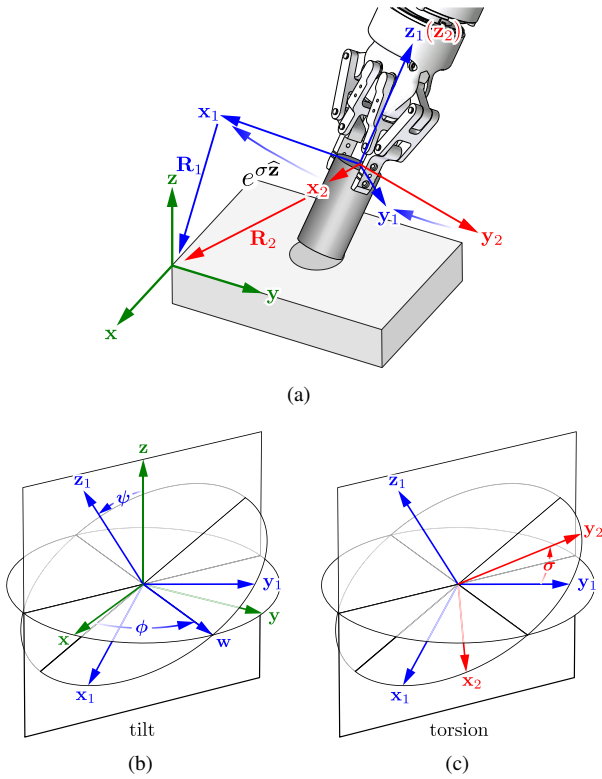 z₁(z₂)
x₁
R₁
e^{σẑ}
z
x₂
y₁
R₂
y₂
y
x
(a)
z
z₁
ψ
y₁
x
ϕ
y
w
x₁
tilt
(b)
z₁
y₂
σ
y₁
x₂
x₁
torsion
(c)